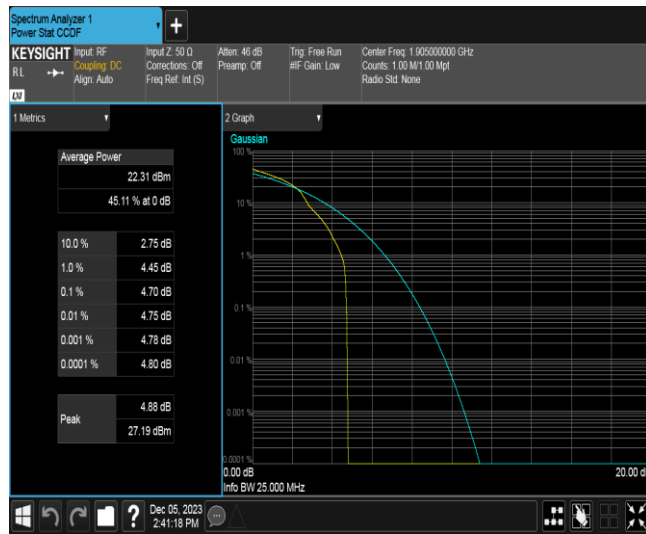 Spectrum Analyzer 1
Power Stat CCDF
+
KEYSIGHT
RL
LXI
Input: RF
Coupling: DC
Align: Auto
Input Z: 50 Ω
Corrections: Off
Freq Ref: Int (S)
Atten: 46 dB
Preamp: Off
Trig: Free Run
#IF Gain: Low
Center Freq: 1.905000000 GHz
Counts: 1.00 M/1.00 Mpt
Radio Std: None
1 Metrics
Average Power
22.31 dBm
45.11 % at 0 dB
10.0 % 2.75 dB
1.0 % 4.45 dB
0.1 % 4.70 dB
0.01 % 4.75 dB
0.001 % 4.78 dB
0.0001 % 4.80 dB
Peak
4.88 dB
27.19 dBm
2 Graph
Gaussian
100 %
10 %
1 %
0.1 %
0.01 %
0.001 %
0.0001 %
0.00 dB
20.00 d
Info BW 25.000 MHz
?
Dec 05, 2023
2:41:18 PM